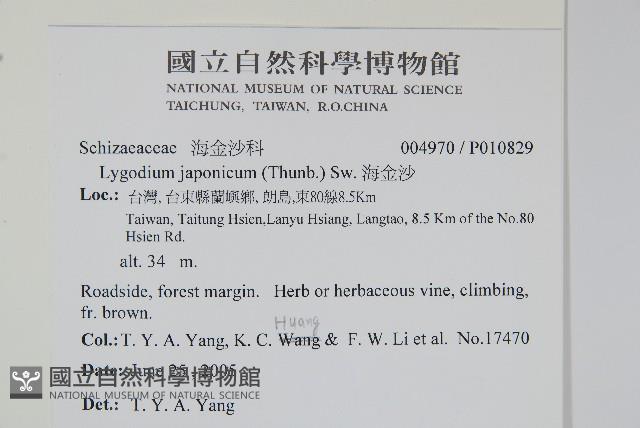 國立自然科學博物館
NATIONAL MUSEUM OF NATURAL SCIENCE
TAICHUNG, TAIWAN, R.O.CHINA
Schizaeaceae 海金沙科 004970 / P010829
Lygodium japonicum (Thunb.) Sw. 海金沙
Loc.: 台灣, 台東縣蘭嶼鄉, 朗島,東80線8.5Km
Taiwan, Taitung Hsien,Lanyu Hsiang, Langtao, 8.5 Km of the No.80
Hsien Rd.
alt. 34 m.
Roadside, forest margin. Herb or herbaceous vine, climbing,
fr. brown.
Huang
Col.: T. Y. A. Yang, K. C. Wang & F. W. Li et al. No.17470
Date: June 25, 2005
國立自然科學博物館
NATIONAL MUSEUM OF NATURAL SCIENCE
Det.: T. Y. A. Yang